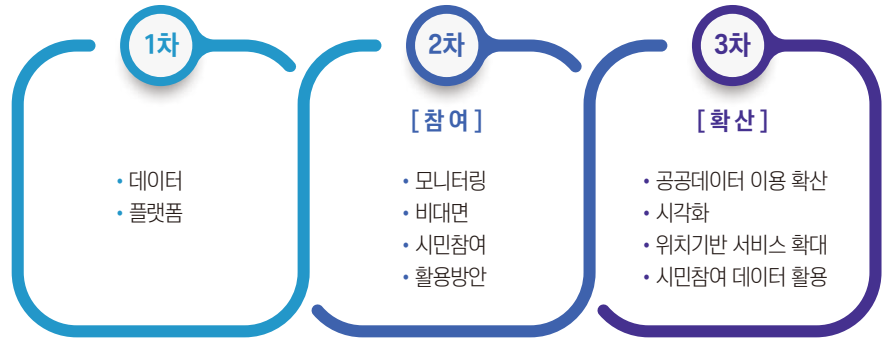 1차
• 데이터
• 플랫폼
2차
[ 참여 ]
• 모니터링
• 비대면
• 시민참여
• 활용방안
3차
[ 확산 ]
• 공공데이터 이용 확산
• 시각화
• 위치기반 서비스 확대
• 시민참여 데이터 활용